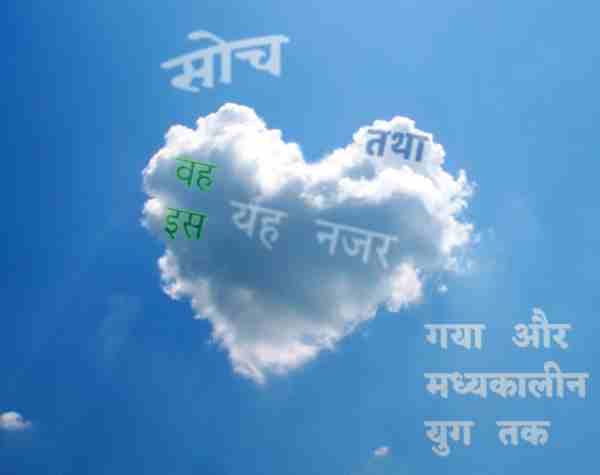 सोच
तथा
वह
इस
यह नजर
गया और
मध्यकालीन
युग तक